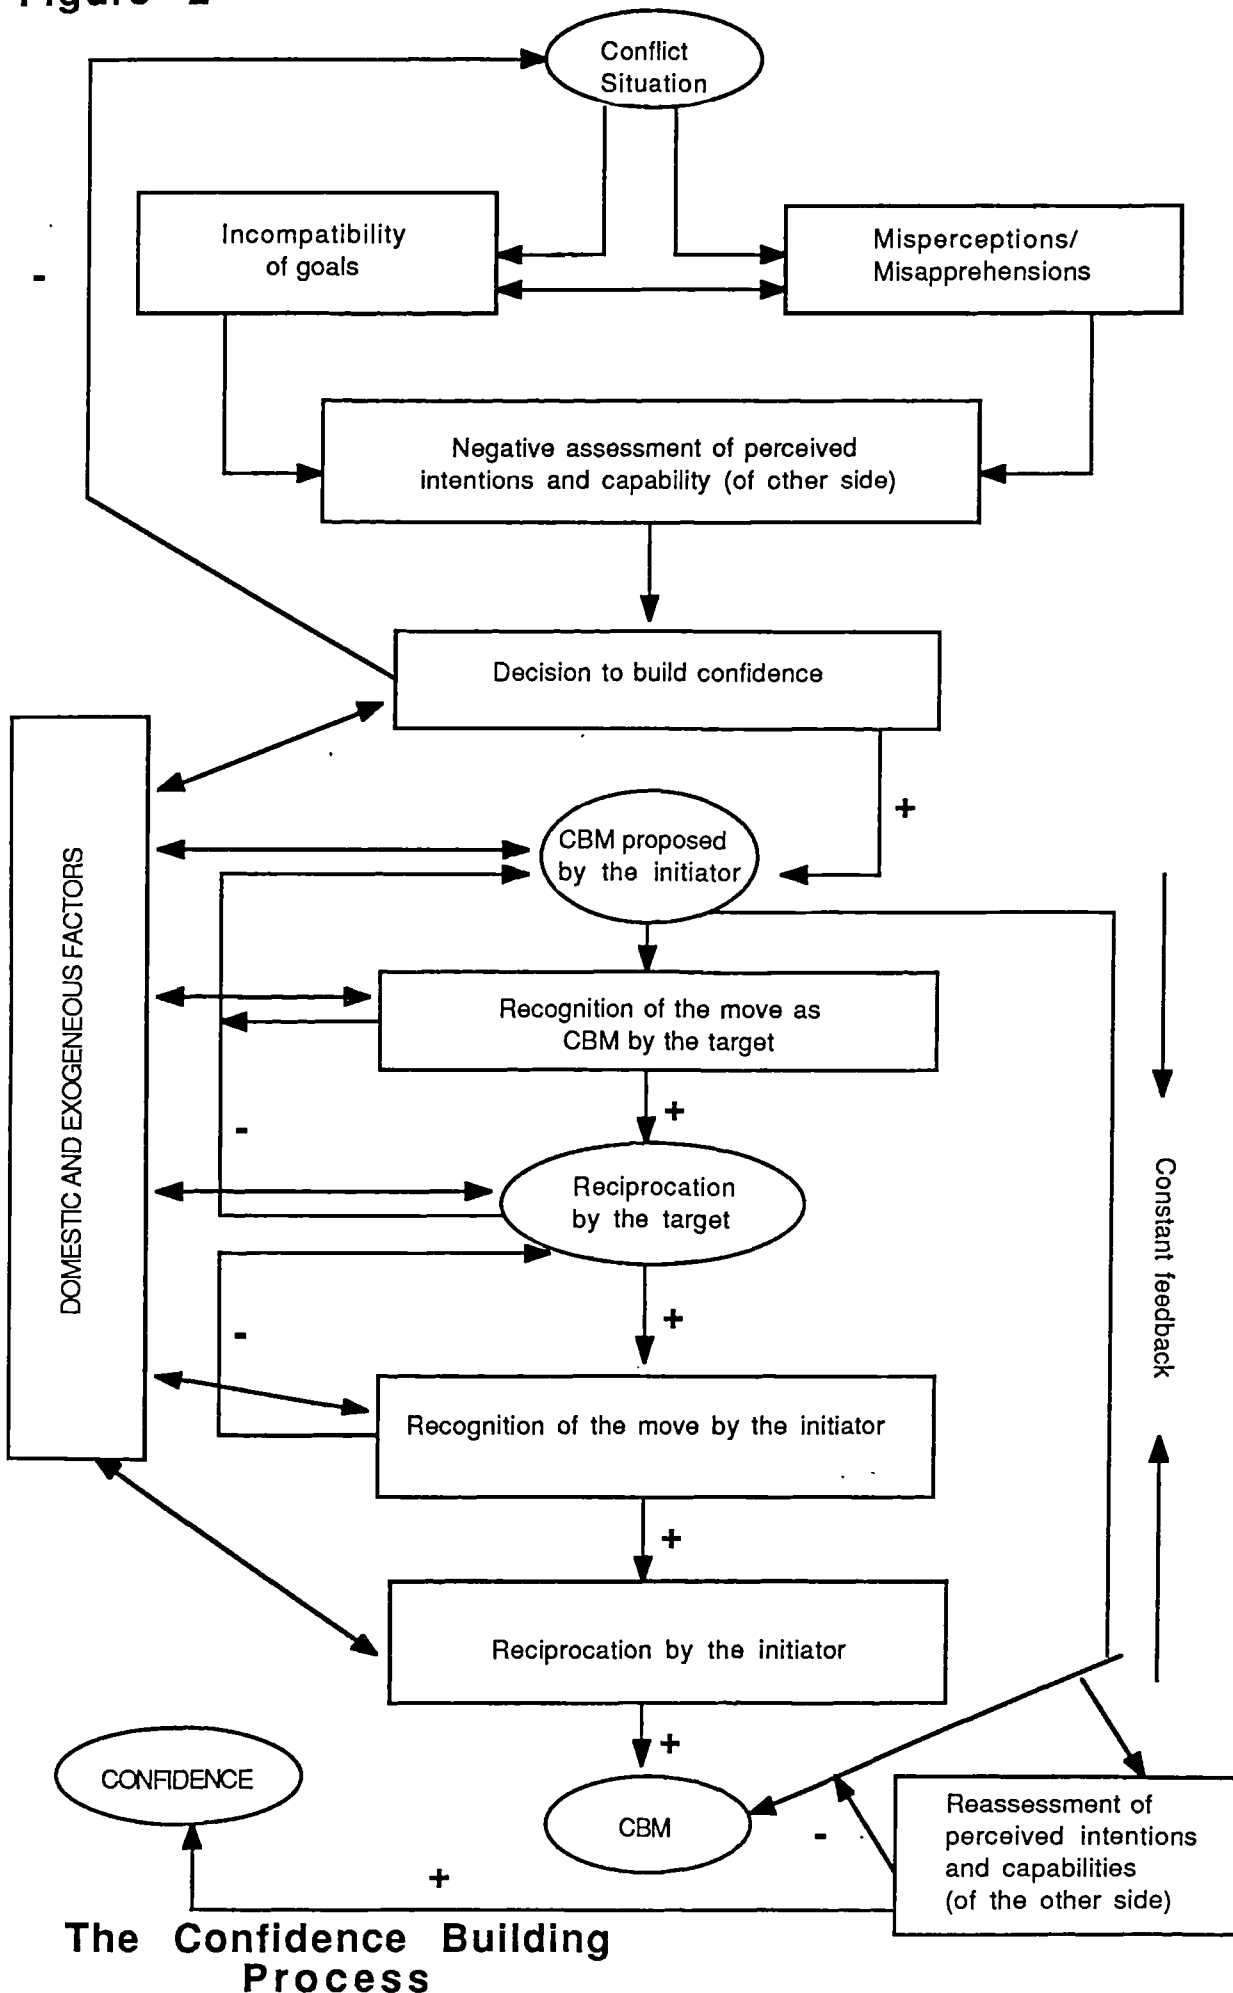 Figure 2
Conflict
Situation
Incompatibility
of goals
Misperceptions/
Misapprehensions
-
Negative assessment of perceived
intentions and capability (of other side)
Decision to build confidence
+
CBM proposed
by the initiator
DOMESTIC AND EXOGENEOUS FACTORS
Recognition of the move as
CBM by the target
+
-
Constant feedback
Reciprocation
by the target
+
-
Recognition of the move by the initiator
+
Reciprocation by the initiator
+
CONFIDENCE
CBM
-
Reassessment of
perceived intentions
and capabilities
(of the other side)
+
The Confidence Building
Process